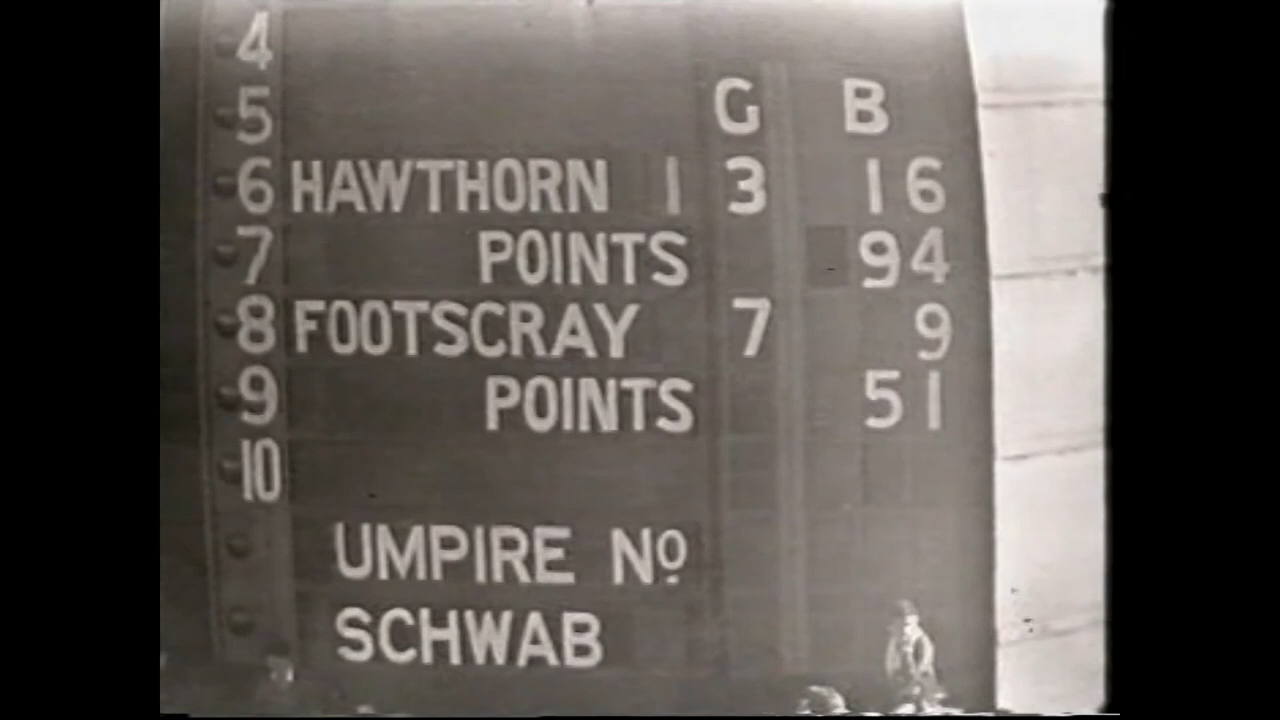 4
5 G B
6 HAWTHORN 13 16
7 POINTS 94
8 FOOTSCRAY 7 9
9 POINTS 51
10
UMPIRE Nº
SCHWAB